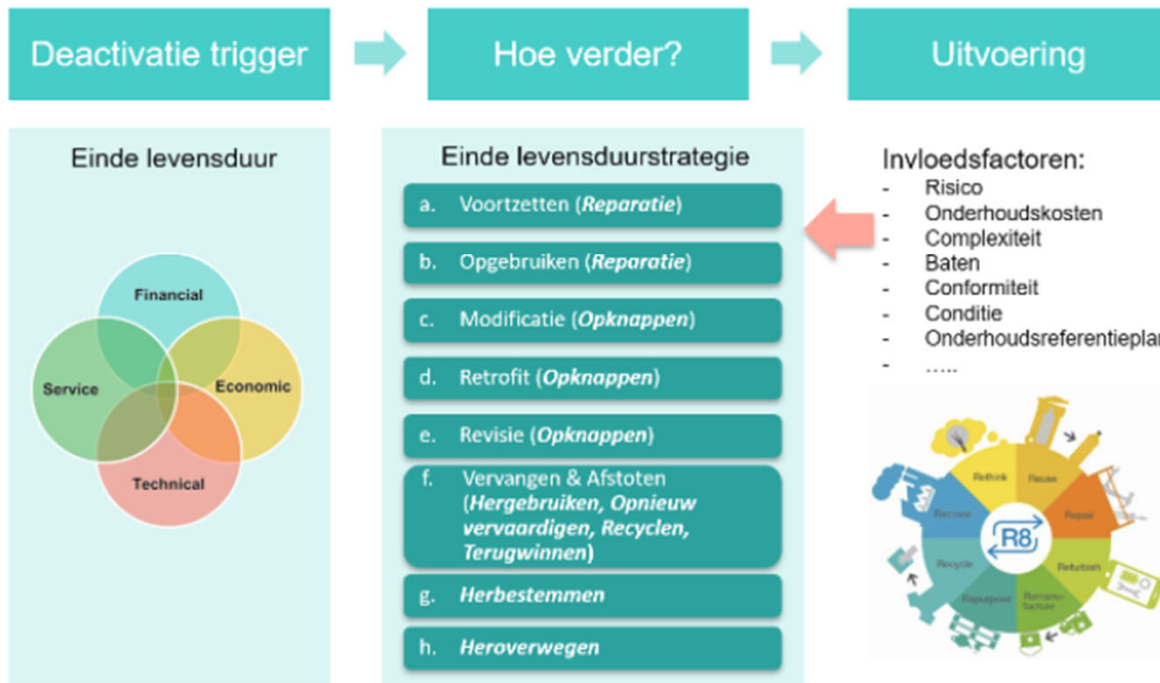 Deactivatie trigger
Hoe verder?
Uitvoering
Einde levensduur
Financial
Service
Economic
Technical
Einde levensduurstrategie
a. Voortzetten (Reparatie)
b. Opgebruiken (Reparatie)
c. Modificatie (Opknappen)
d. Retrofit (Opknappen)
e. Revisie (Opknappen)
f. Vervangen & Afstoten
(Hergebruiken, Opnieuw
vervaardigen, Recyclen,
Terugwinnen)
g. Herbestemmen
h. Heroverwegen
Invloedsfactoren:
- Risico
- Onderhoudskosten
- Complexiteit
- Baten
- Conformiteit
- Conditie
- Onderhoudsreferentieplan
- .....
Rethink
Reuse
Recover
Repair
R8
Recycle
Refurbish
Repurpose
Remanu-
facture